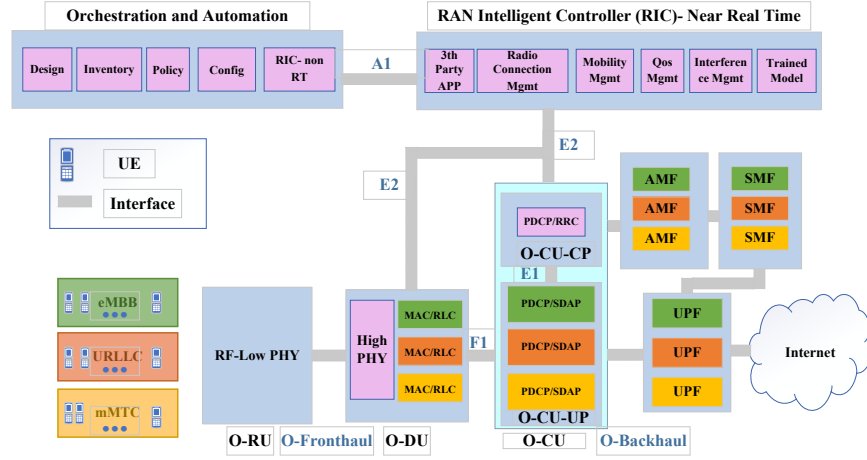 Orchestration and Automation
RAN Intelligent Controller (RIC)- Near Real Time
Design
Inventory
Policy
Config
RIC- non
RT
A1
3th
Party
APP
Radio
Connection
Mgmt
Mobility
Mgmt
Qos
Mgmt
Interferen
ce Mgmt
Trained
Model
UE
Interface
E2
E2
AMF
AMF
AMF
SMF
SMF
SMF
PDCP/RRC
O-CU-CP
E1
eMBB
URLLC
mMTC
RF-Low PHY
High
PHY
MAC/RLC
MAC/RLC
MAC/RLC
F1
PDCP/SDAP
PDCP/SDAP
PDCP/SDAP
O-CU-UP
UPF
UPF
UPF
Internet
O-RU
O-Fronthaul
O-DU
O-CU
O-Backhaul